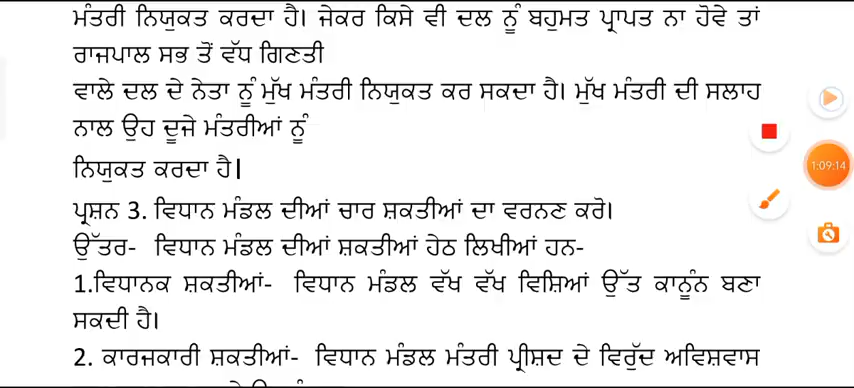 ਮੰਤਰੀ ਨਿਯੁਕਤ ਕਰਦਾ ਹੈ। ਜੇਕਰ ਕਿਸੇ ਵੀ ਦਲ ਨੂੰ ਬਹੁਮਤ ਪ੍ਰਾਪਤ ਨਾ ਹੋਵੇ ਤਾਂ
ਰਾਜਪਾਲ ਸਭ ਤੋਂ ਵੱਧ ਗਿਣਤੀ
ਵਾਲੇ ਦਲ ਦੇ ਨੇਤਾ ਨੂੰ ਮੁੱਖ ਮੰਤਰੀ ਨਿਯੁਕਤ ਕਰ ਸਕਦਾ ਹੈ। ਮੁੱਖ ਮੰਤਰੀ ਦੀ ਸਲਾਹ
ਨਾਲ ਉਹ ਦੂਜੇ ਮੰਤਰੀਆਂ ਨੂੰ
ਨਿਯੁਕਤ ਕਰਦਾ ਹੈ।
1:09:14
ਪ੍ਰਸ਼ਨ 3. ਵਿਧਾਨ ਮੰਡਲ ਦੀਆਂ ਚਾਰ ਸ਼ਕਤੀਆਂ ਦਾ ਵਰਨਣ ਕਰੋ।
ਉੱਤਰ- ਵਿਧਾਨ ਮੰਡਲ ਦੀਆਂ ਸ਼ਕਤੀਆਂ ਹੇਠ ਲਿਖੀਆਂ ਹਨ-
1.ਵਿਧਾਨਕ ਸ਼ਕਤੀਆਂ- ਵਿਧਾਨ ਮੰਡਲ ਵੱਖ ਵੱਖ ਵਿਸ਼ਿਆਂ ਉੱਤ ਕਾਨੂੰਨ ਬਣਾ
ਸਕਦੀ ਹੈ।
2. ਕਾਰਜਕਾਰੀ ਸ਼ਕਤੀਆਂ- ਵਿਧਾਨ ਮੰਡਲ ਮੰਤਰੀ ਪ੍ਰੀਸ਼ਦ ਦੇ ਵਿਰੁੱਦ ਅਵਿਸ਼ਵਾਸ